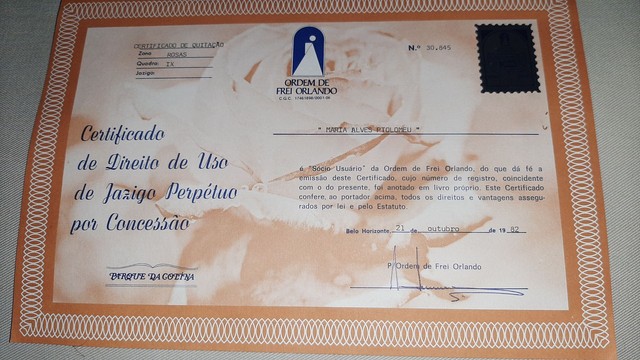 CERTIFICADO DE QUITAÇÃO
Zona: ROSAS
Quadra: IX
Jazigo:
ORDEM DE
FREI ORLANDO
N.º 30.845
Certificado
de Direito de Uso
de Jazigo Perpétuo
por Concessão
PARQUE DA COLINA
" MARIA ALVES BIOLOMEU "
é "Sócio Usuário" da Ordem de Frei Orlando, do que dá fé a
emissão deste Certificado, cujo número de registro, coincidente
com o do presente, foi anotado em livro próprio. Este Certificado
confere, ao portador acima, todos os direitos e vantagens assegu-
rados por lei e pelo Estatuto.
Belo Horizonte, 21 de outubro de 1982
P/Ordem de Frei Orlando